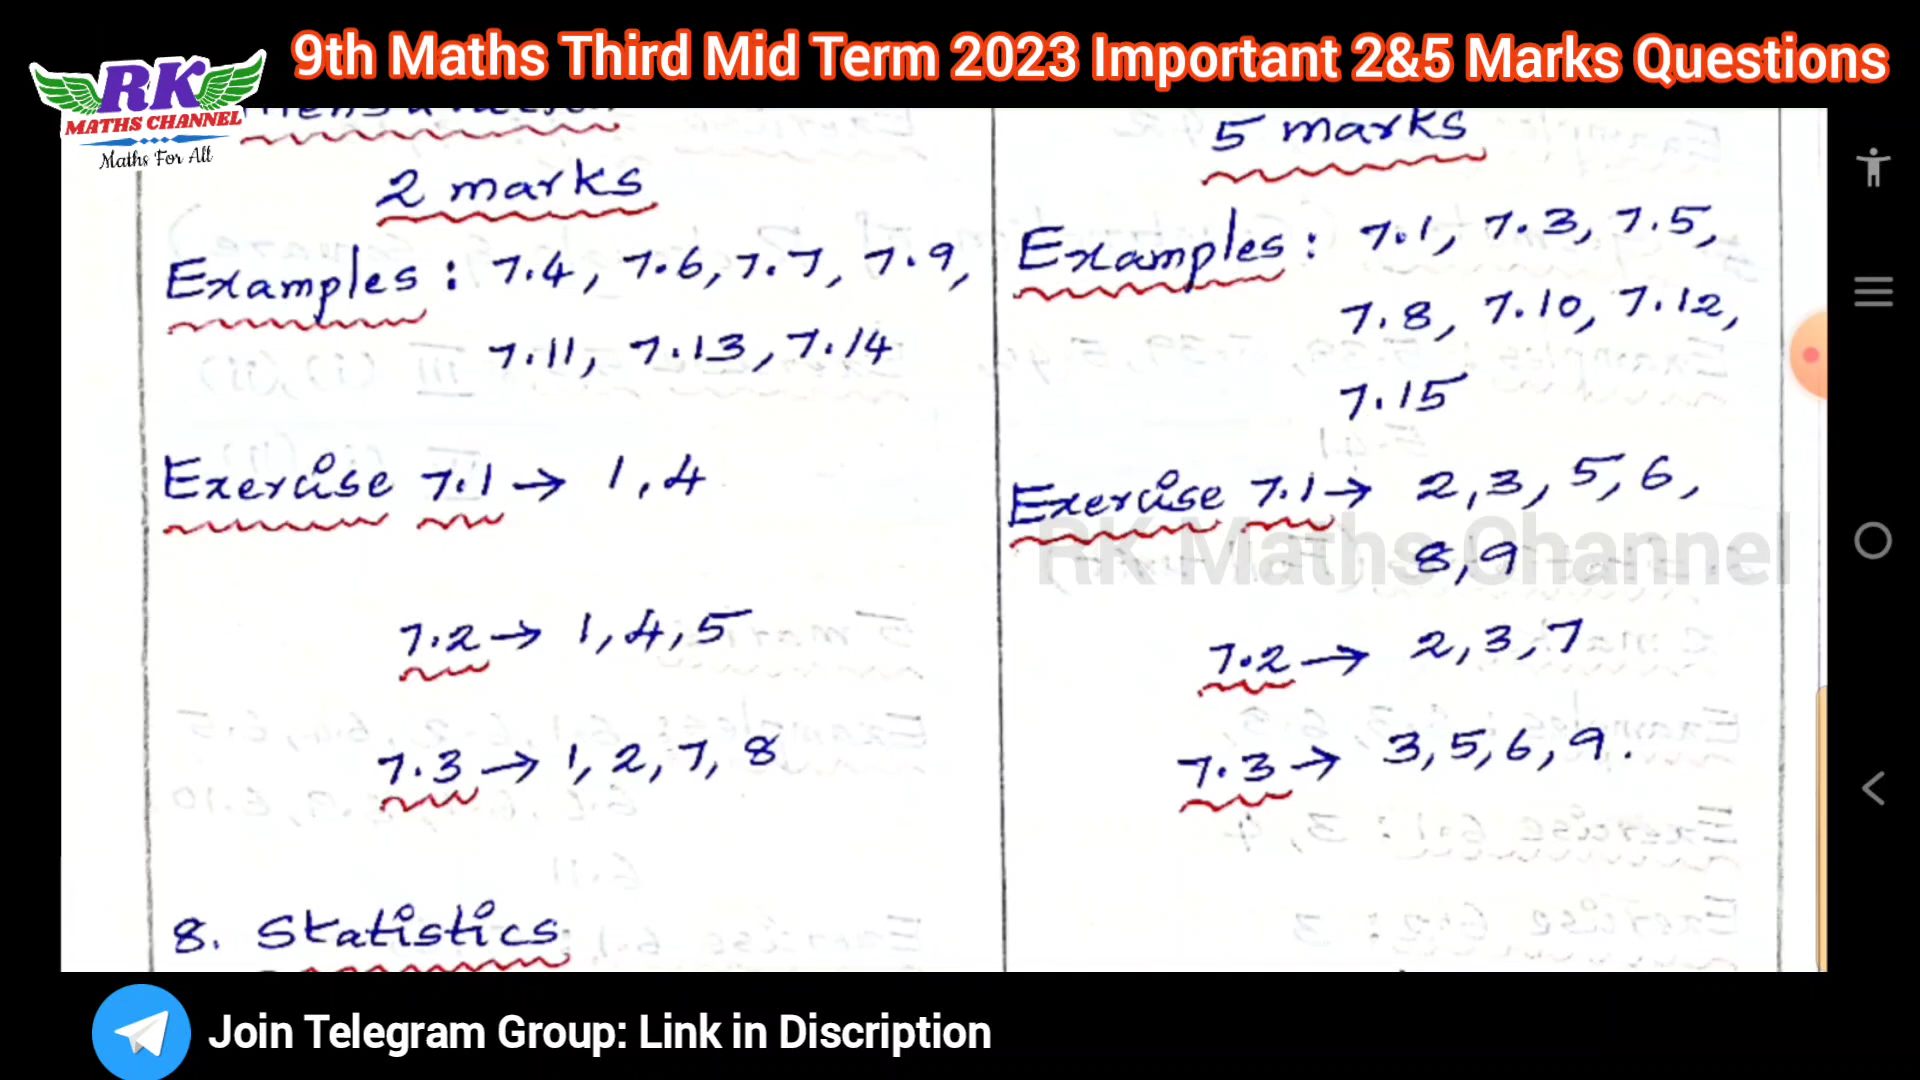 9th Maths Third Mid Term 2023 Important 2&5 Marks Questions
RK
MATHS CHANNEL
Maths For All
Mensuration
2 marks
Examples : 7.4, 7.6, 7.7, 7.9,
7.11, 7.13, 7.14
Exercise 7.1 → 1,4
7.2 → 1,4,5
7.3 → 1,2,7,8
8. Statistics
5 marks
Examples : 7.1, 7.3, 7.5,
7.8, 7.10, 7.12,
7.15
Exercise 7.1 → 2,3,5,6,
8,9
7.2 → 2,3,7
7.3 → 3,5,6,9.
RK Maths Channel
Join Telegram Group: Link in Discription